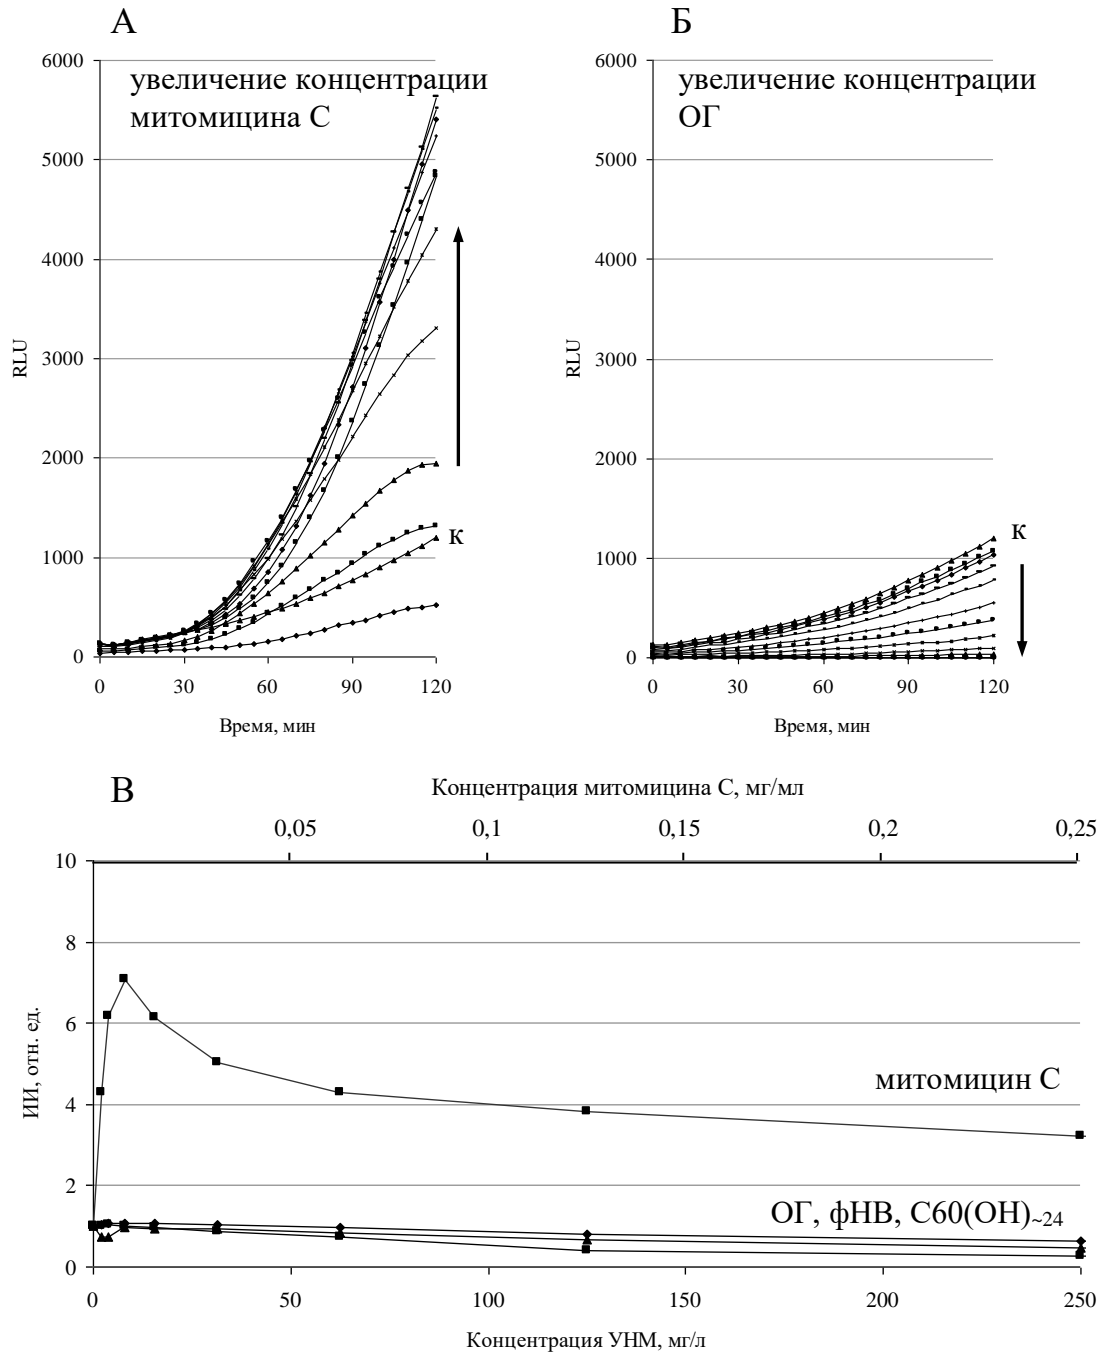 А
Б
6000
увеличение концентрации
митомицина С
5000
4000
3000
2000
1000
0
RLU
к
0 30 60 90 120
Время, мин
6000
увеличение концентрации
ОГ
5000
4000
3000
2000
1000
0
RLU
к
0 30 60 90 120
Время, мин
В
Концентрация митомицина С, мг/мл
0,05 0,1 0,15 0,2 0,25
10
8
6
4
2
0
ИИ, отн. ед.
митомицин С
ОГ, фНВ, С60(ОН)~24
0 50 100 150 200 250
Концентрация УНМ, мг/л